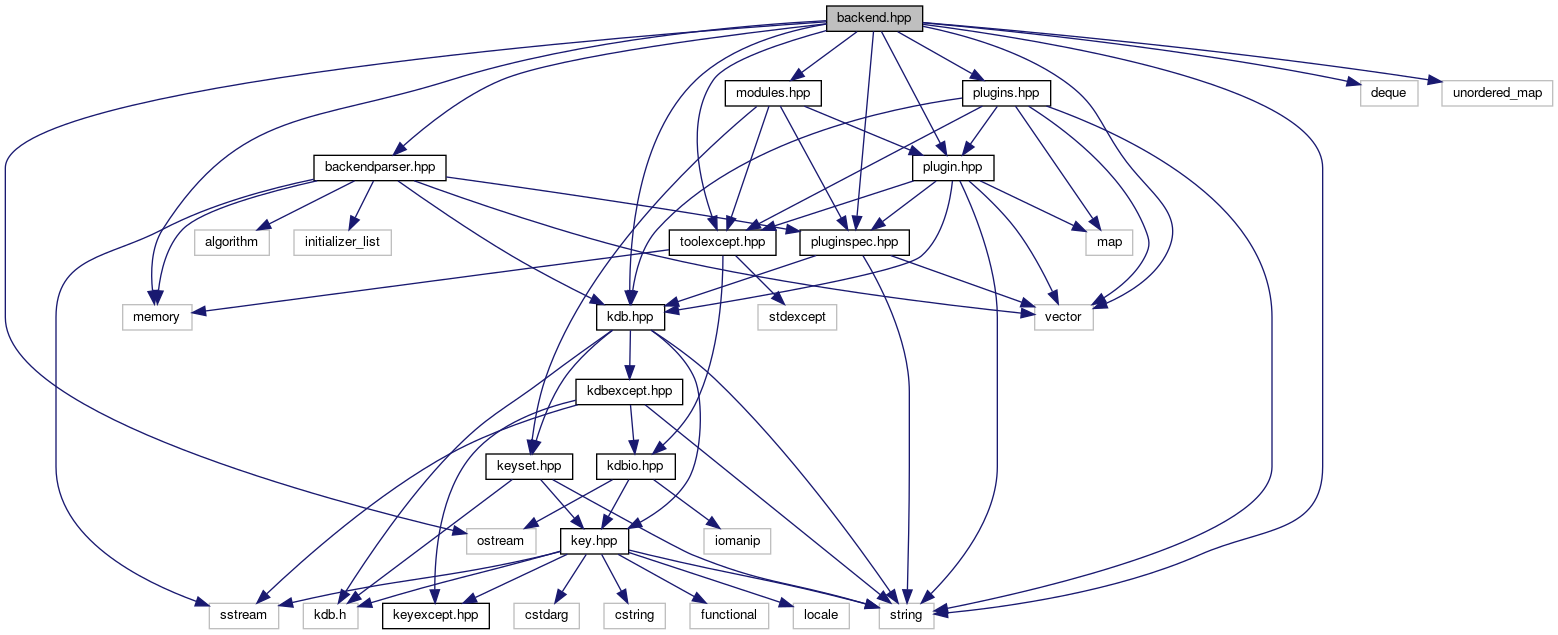 backend.hpp
modules.hpp
plugins.hpp
deque
unordered_map
backendparser.hpp
plugin.hpp
algorithm
initializer_list
toolexcept.hpp
pluginspec.hpp
map
memory
kdb.hpp
stdexcept
vector
kdbexcept.hpp
keyset.hpp
kdbio.hpp
ostream
key.hpp
iomanip
sstream
kdb.h
keyexcept.hpp
cstdarg
cstring
functional
locale
string